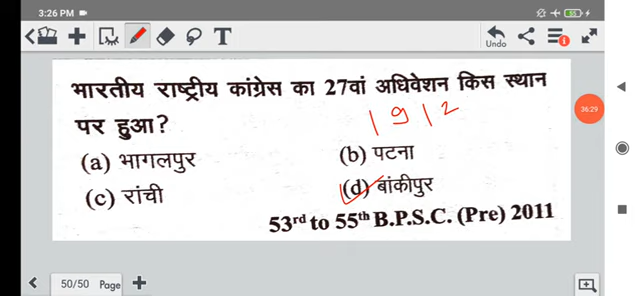 3:26 PM
55
Undo
भारतीय राष्ट्रीय कांग्रेस का 27वां अधिवेशन किस स्थान
पर हुआ?
1912
36:29
(a) भागलपुर
(b) पटना
(c) रांची
(d) बांकीपुर
53rd to 55th B.P.S.C. (Pre) 2011
50/50 Page